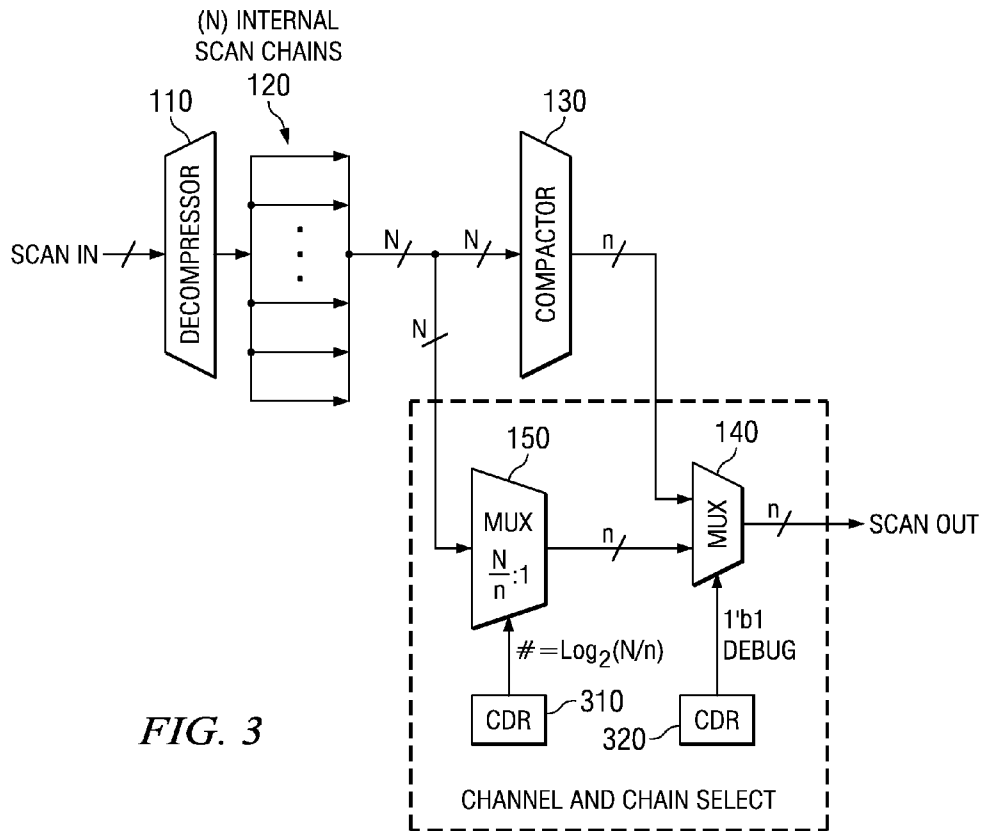 (N) INTERNAL
SCAN CHAINS
120
110
130
DECOMPRESSOR
COMPACTOR
SCAN IN
N
N
n
N
150
140
MUX
N/n:1
n
MUX
n
SCAN OUT
#=Log₂(N/n)
1'b1
DEBUG
CDR
310
320
CDR
FIG. 3
CHANNEL AND CHAIN SELECT